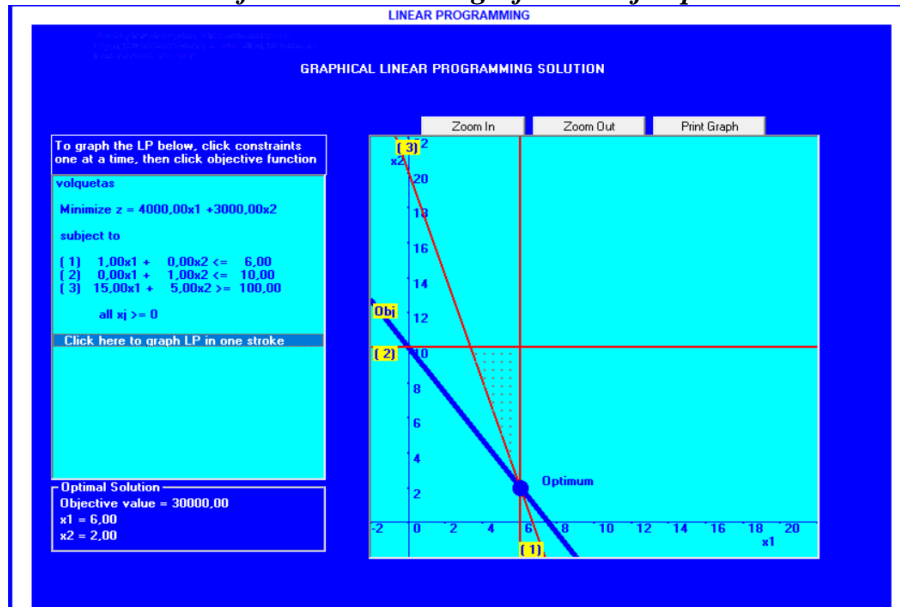 LINEAR PROGRAMMING
GRAPHICAL LINEAR PROGRAMMING SOLUTION
Zoom In
Zoom Out
Print Graph
To graph the LP below, click constraints
one at a time, then click objective function
volquetas
Minimize z = 4000,00x1 +3000,00x2
subject to
( 1) 1,00x1 + 0,00x2 <= 6,00
( 2) 0,00x1 + 1,00x2 <= 10,00
( 3) 15,00x1 + 5,00x2 >= 100,00
all xj >= 0
Click here to graph LP in one stroke
Optimal Solution
Objective value = 30000,00
x1 = 6,00
x2 = 2,00
( 3) 2
x2
20
18
16
14
Obj 12
( 2) 10
8
6
4
Optimum
2
-2 0 2 4 6 8 10 12 14 16 18 20
x1
( 1)